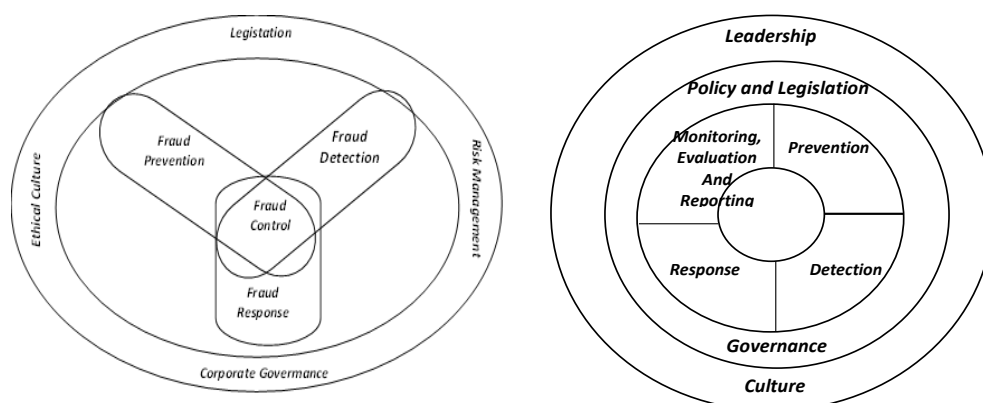 Legistation
Fraud
Prevention
Fraud
Detection
Ethical Culture
Risk Management
Fraud
Control
Fraud
Response
Corporate Governance
Leadership
Policy and Legislation
Monitoring,
Evaluation
And
Reporting
Prevention
Response
Detection
Governance
Culture